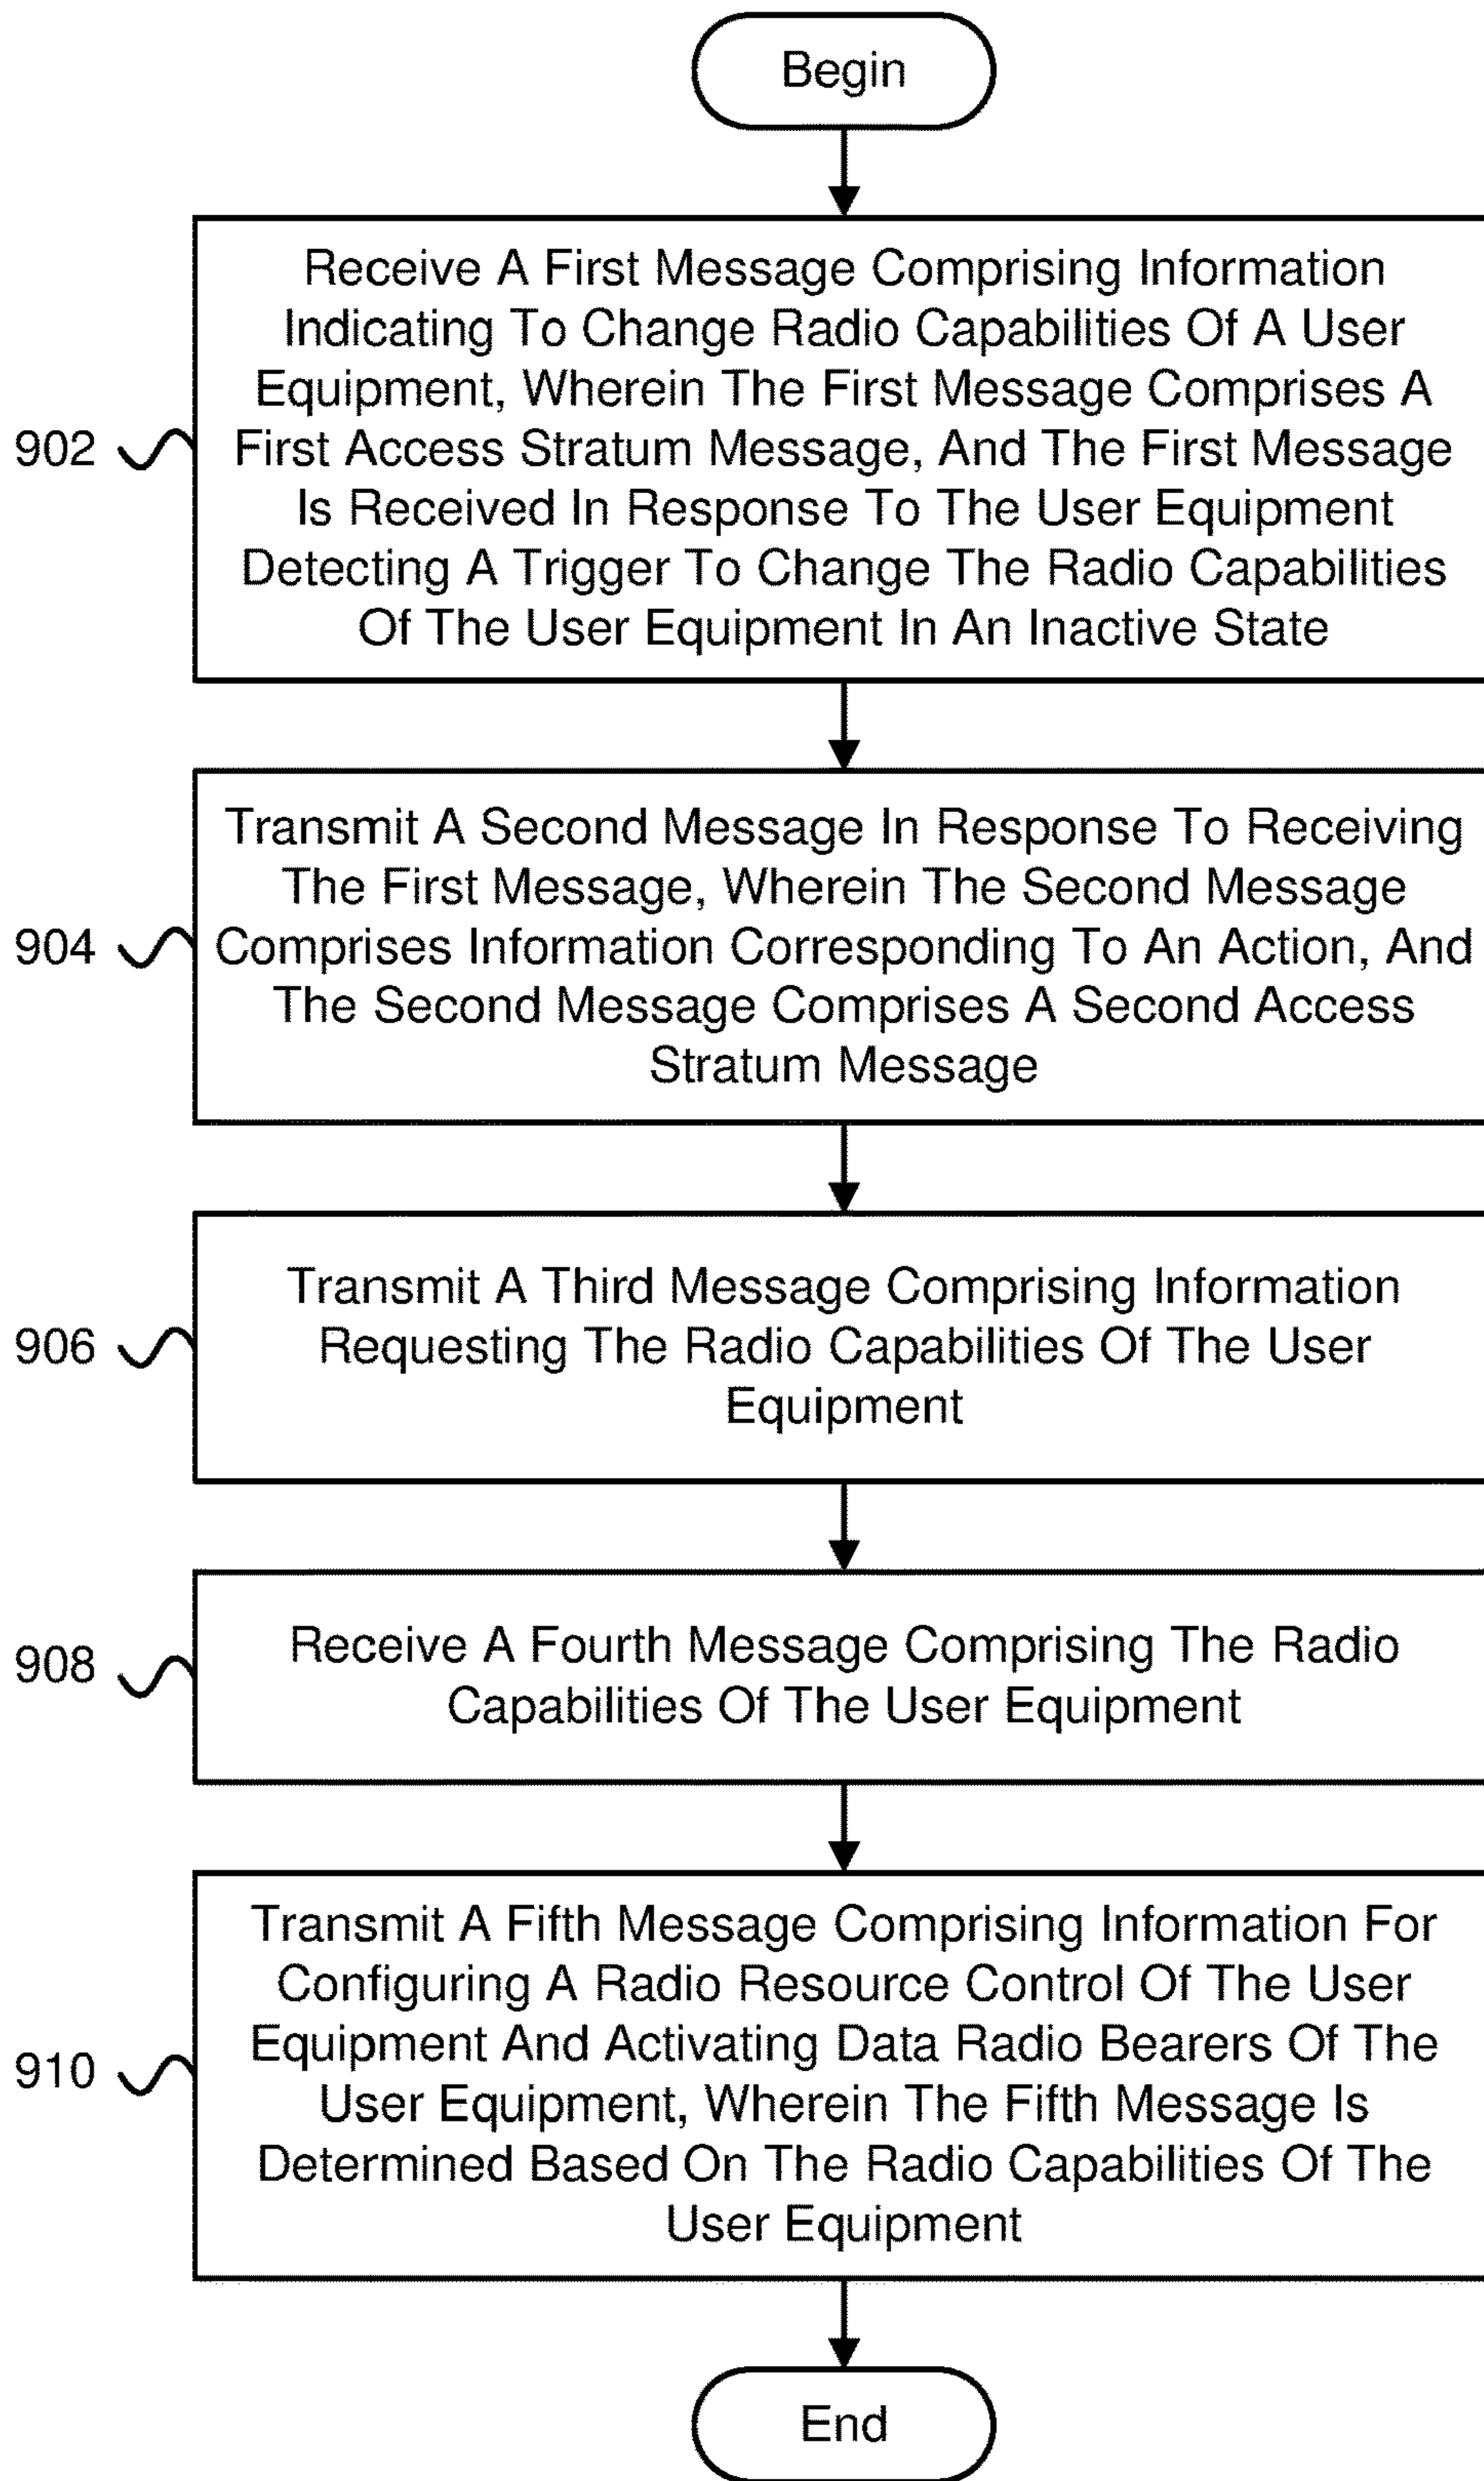 Begin
Receive A First Message Comprising Information
Indicating To Change Radio Capabilities Of A User
Equipment, Wherein The First Message Comprises A
First Access Stratum Message, And The First Message
Is Received In Response To The User Equipment
Detecting A Trigger To Change The Radio Capabilities
Of The User Equipment In An Inactive State
902
Transmit A Second Message In Response To Receiving
The First Message, Wherein The Second Message
Comprises Information Corresponding To An Action, And
The Second Message Comprises A Second Access
Stratum Message
904
Transmit A Third Message Comprising Information
Requesting The Radio Capabilities Of The User
Equipment
906
Receive A Fourth Message Comprising The Radio
Capabilities Of The User Equipment
908
Transmit A Fifth Message Comprising Information For
Configuring A Radio Resource Control Of The User
Equipment And Activating Data Radio Bearers Of The
User Equipment, Wherein The Fifth Message Is
Determined Based On The Radio Capabilities Of The
User Equipment
910
End